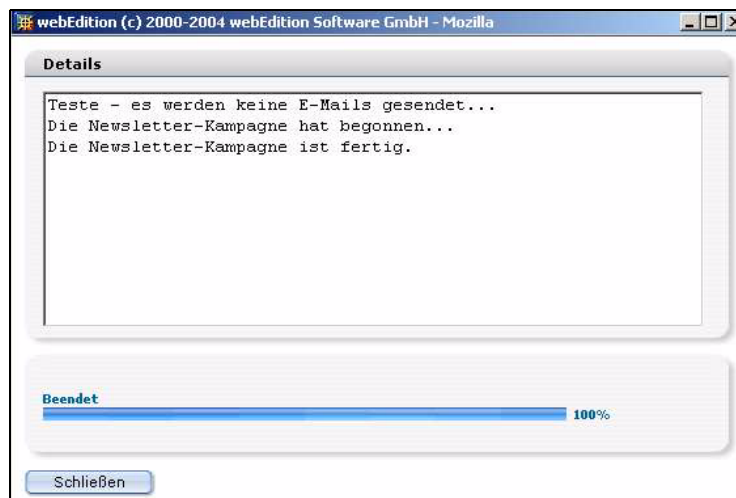 webEdition (c) 2000-2004 webEdition Software GmbH - Mozilla
Details
Teste - es werden keine E-Mails gesendet...
Die Newsletter-Kampagne hat begonnen...
Die Newsletter-Kampagne ist fertig.
Beendet
100%
Schließen